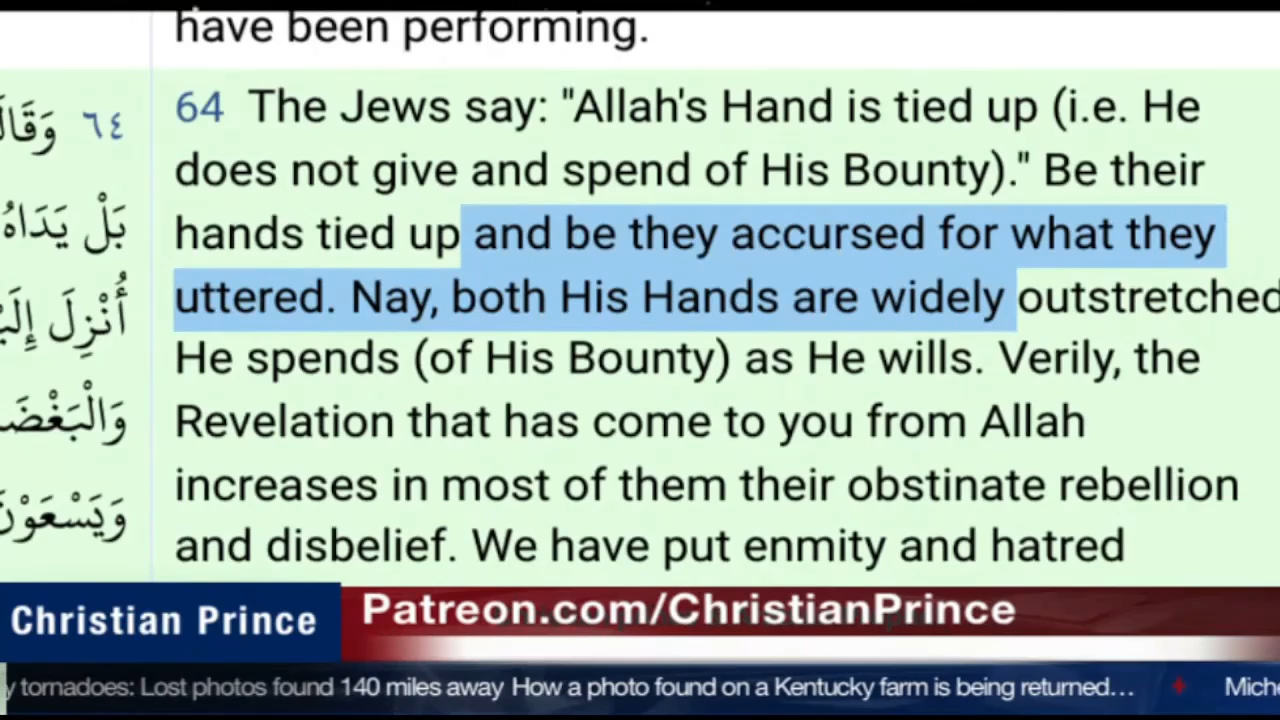 have been performing.
64 The Jews say: "Allah's Hand is tied up (i.e. He
does not give and spend of His Bounty)." Be their
hands tied up and be they accursed for what they
uttered. Nay, both His Hands are widely outstretched
He spends (of His Bounty) as He wills. Verily, the
Revelation that has come to you from Allah
increases in most of them their obstinate rebellion
and disbelief. We have put enmity and hatred
٦٤
بَلْ يَدَاهُ
أُنْزِلَ
وَيَسْعَوْنَ
Christian Prince
Patreon.com/ChristianPrince
y tornadoes: Lost photos found 140 miles away How a photo found on a Kentucky farm is being returned...